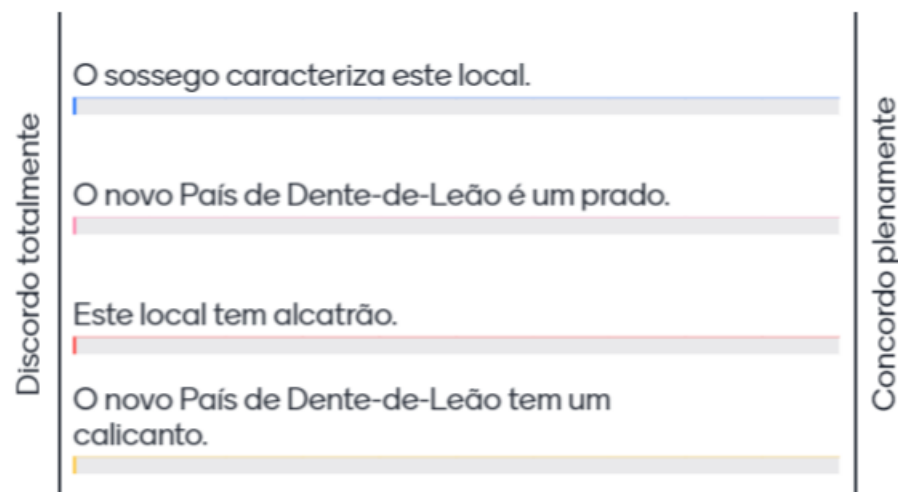 Discordo totalmente
O sossego caracteriza este local.
O novo País de Dente-de-Leão é um prado.
Este local tem alcatrão.
O novo País de Dente-de-Leão tem um
calicanto.
Concordo plenamente